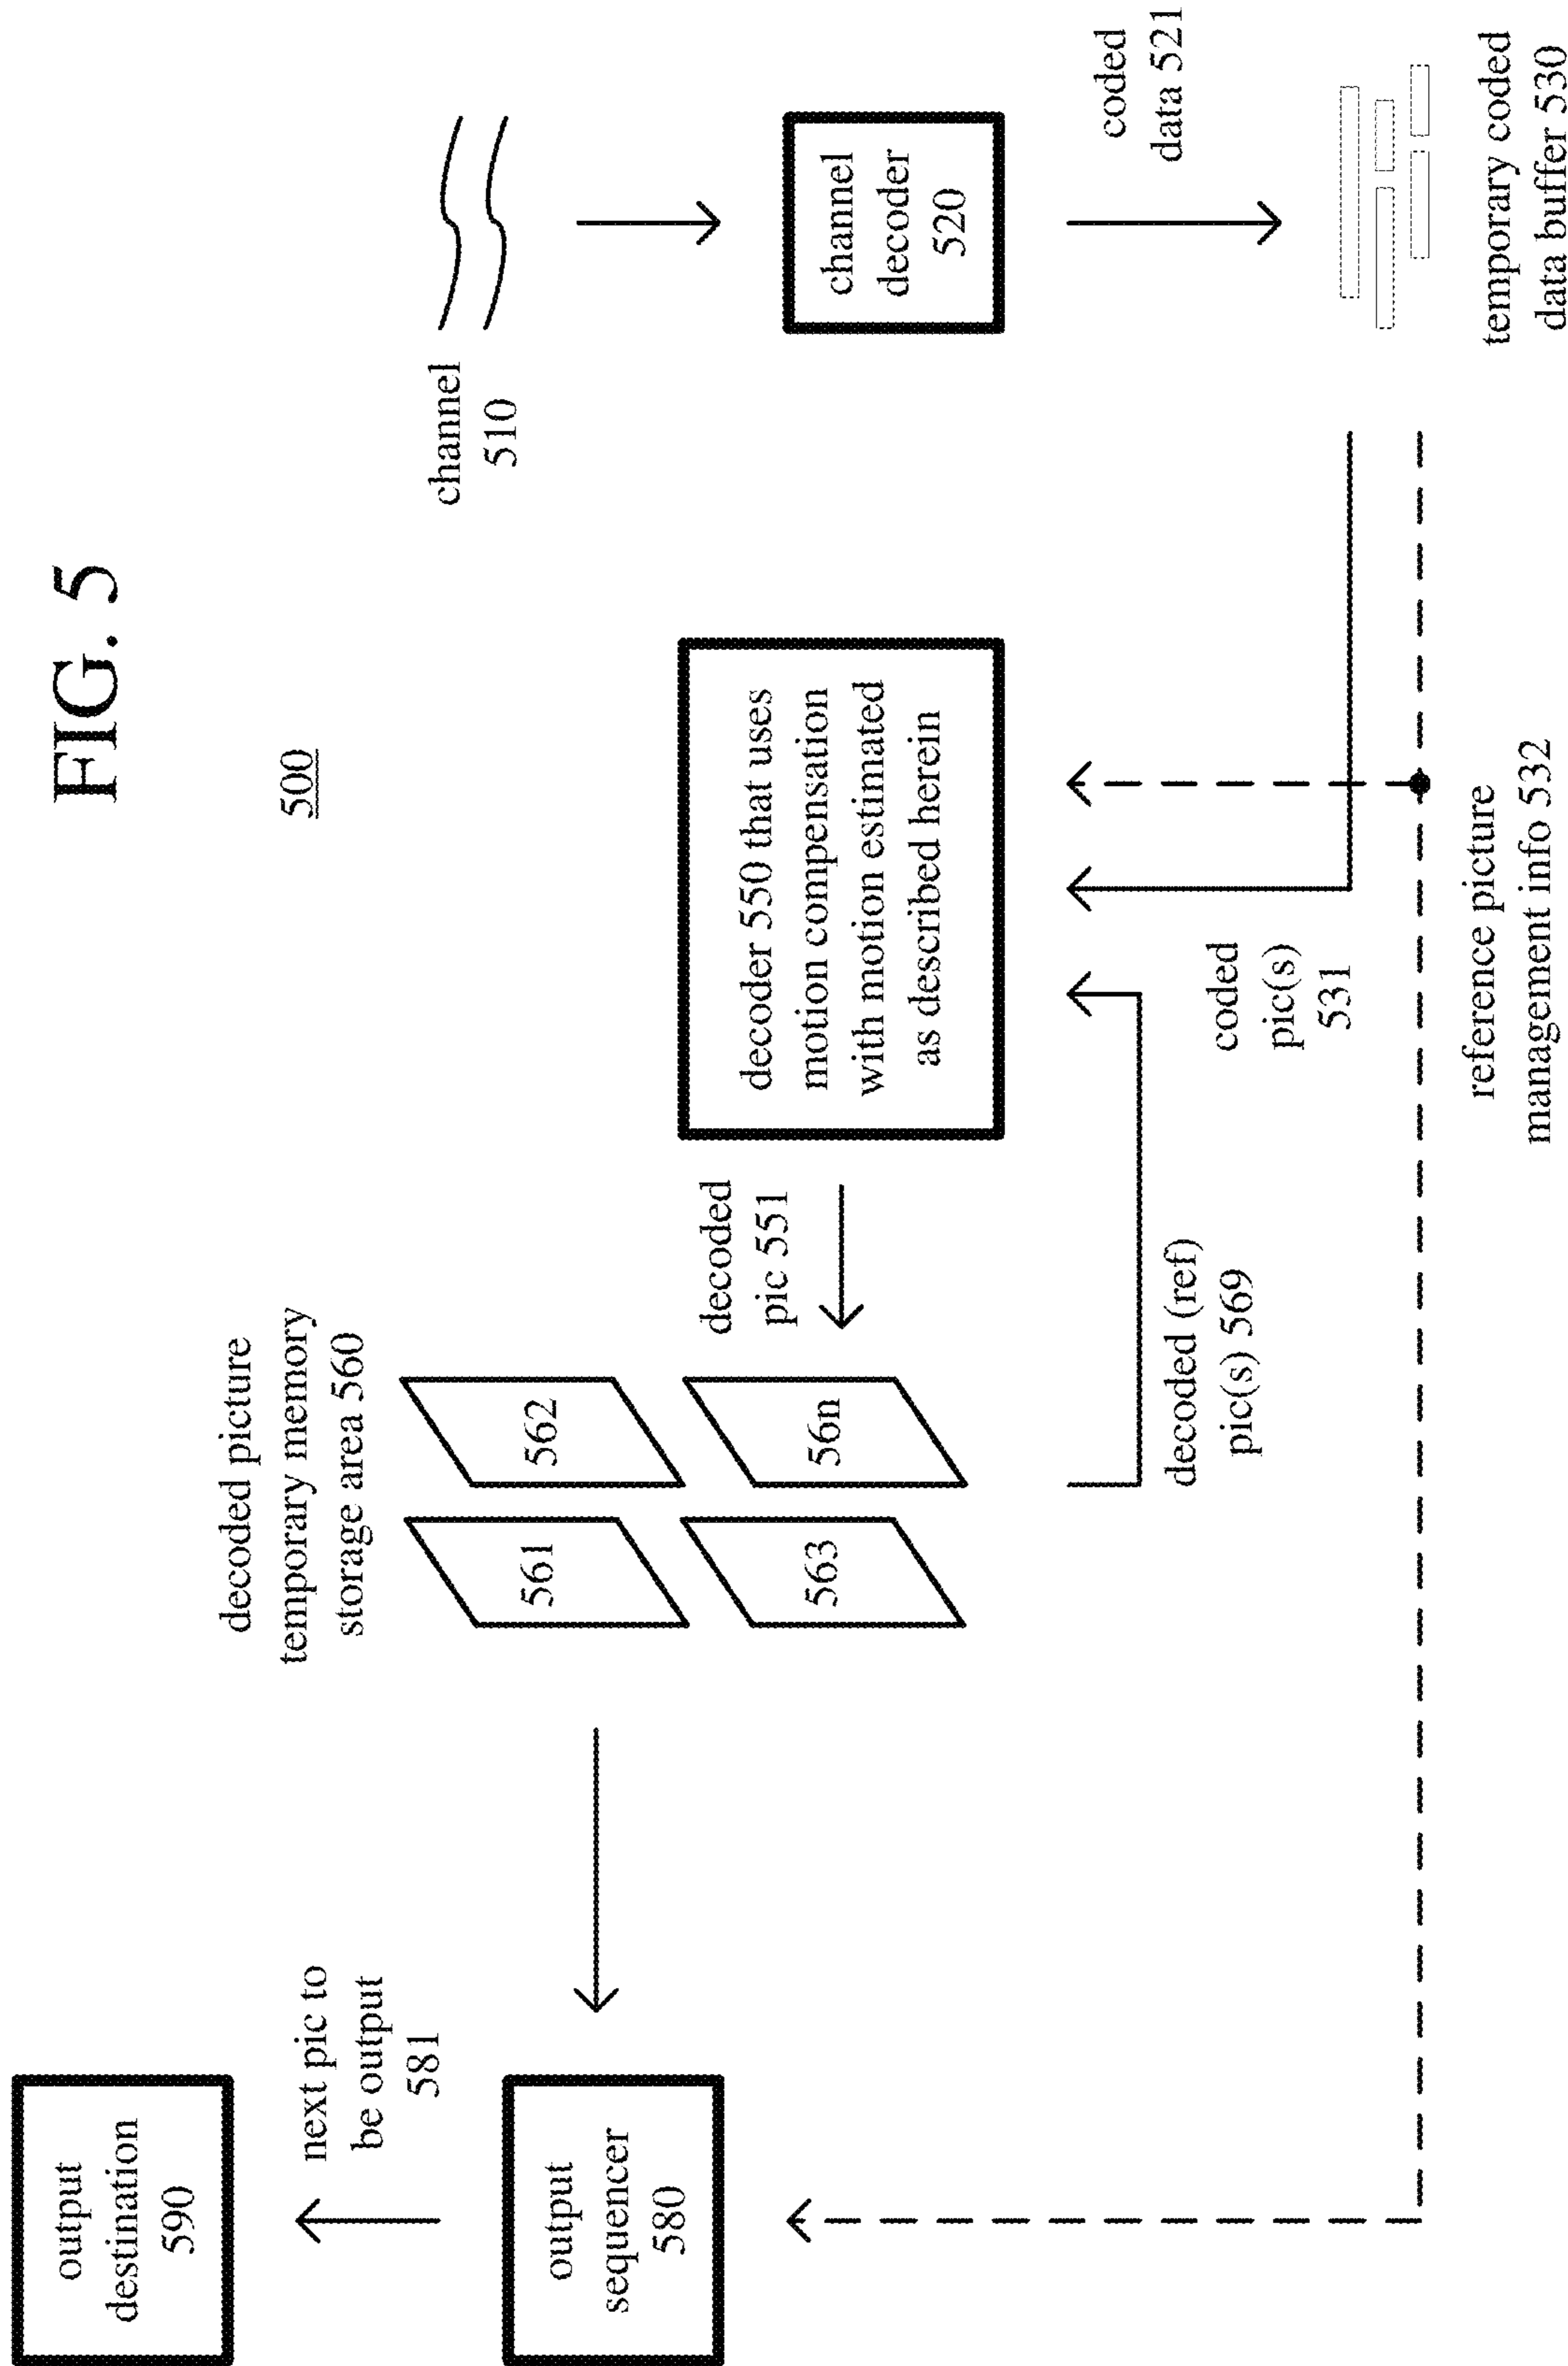 FIG. 5
500
output
destination
590
next pic to
be output
581
output
sequencer
580
decoded picture
temporary memory
storage area 560
561
562
563
56n
decoded
pic 551
decoded (ref)
pic(s) 569
decoder 550 that uses
motion compensation
with motion estimated
as described herein
coded
pic(s)
531
reference picture
management info 532
channel
510
channel
decoder
520
coded
data 521
temporary coded
data buffer 530